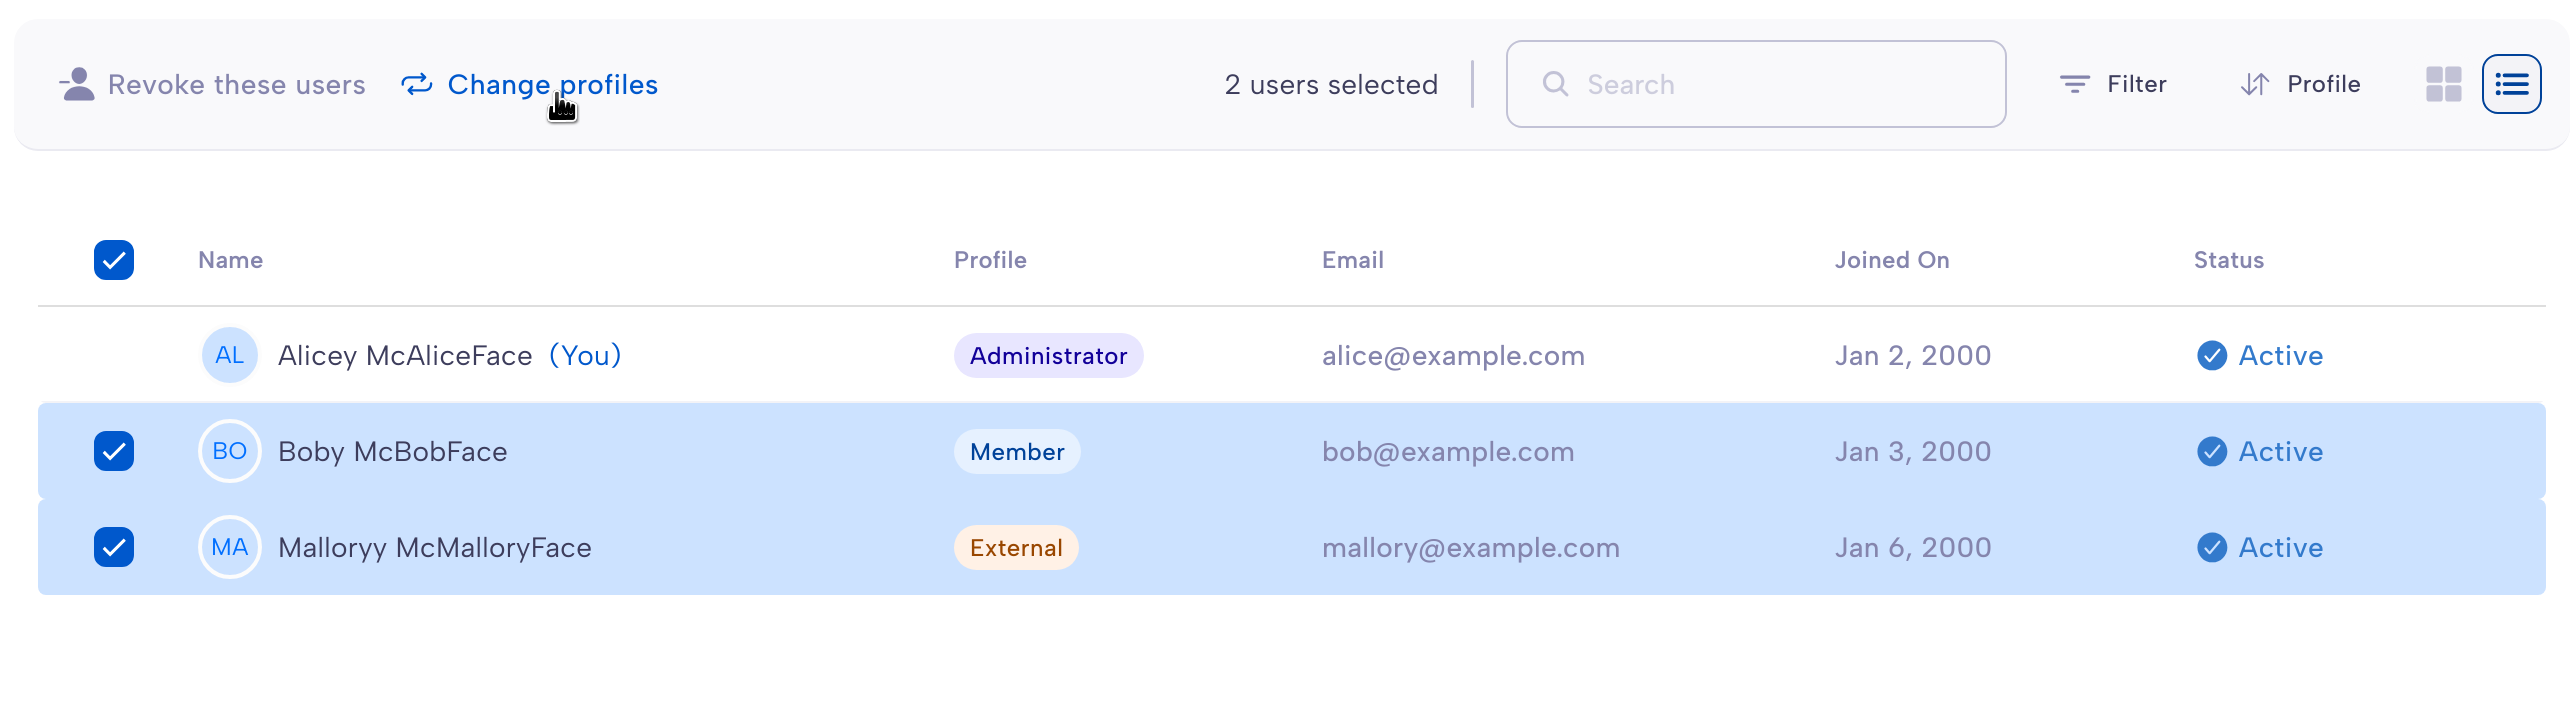 Revoke these users Change profiles 2 users selected Search Filter Profile
Name Profile Email Joined On Status
AL Alicey McAliceFace (You) Administrator alice@example.com Jan 2, 2000 Active
BO Boby McBobFace Member bob@example.com Jan 3, 2000 Active
MA Malloryy McMalloryFace External mallory@example.com Jan 6, 2000 Active